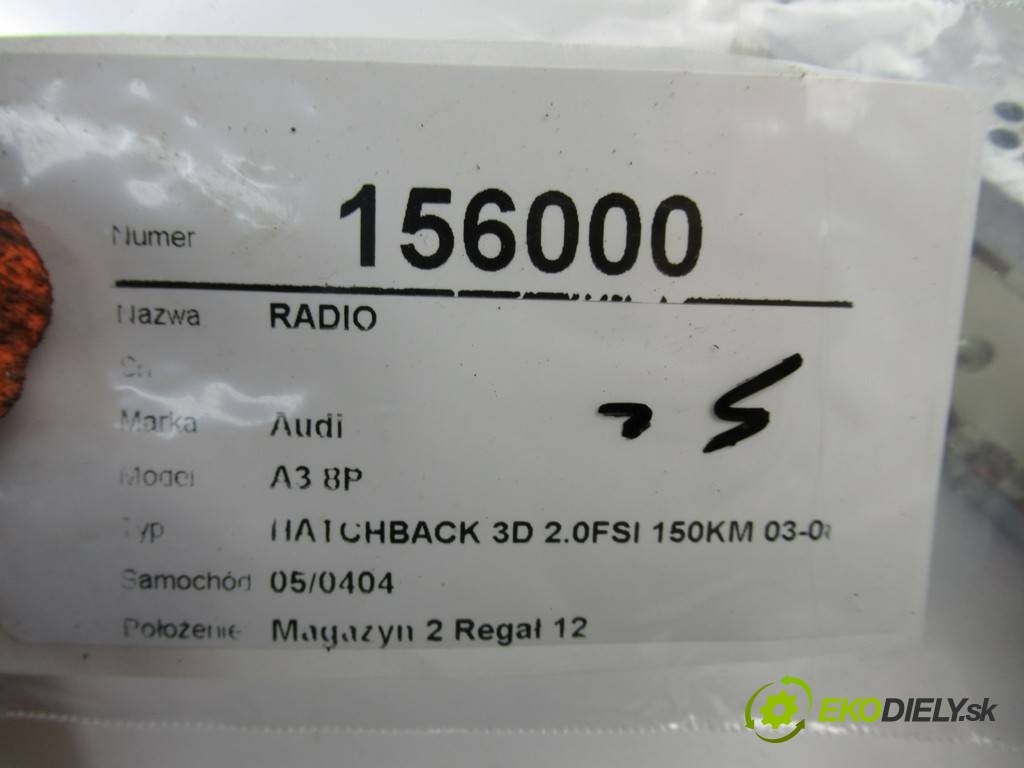 Numer 156000
Nazwa RADIO
Sn
Marka Audi
Model A3 8P
Typ HATCHBACK 3D 2.0FSI 150KM 03-0
Samochód 05/0404
Położenie Magazyn 2 Regał 12
EKODIELY.sk